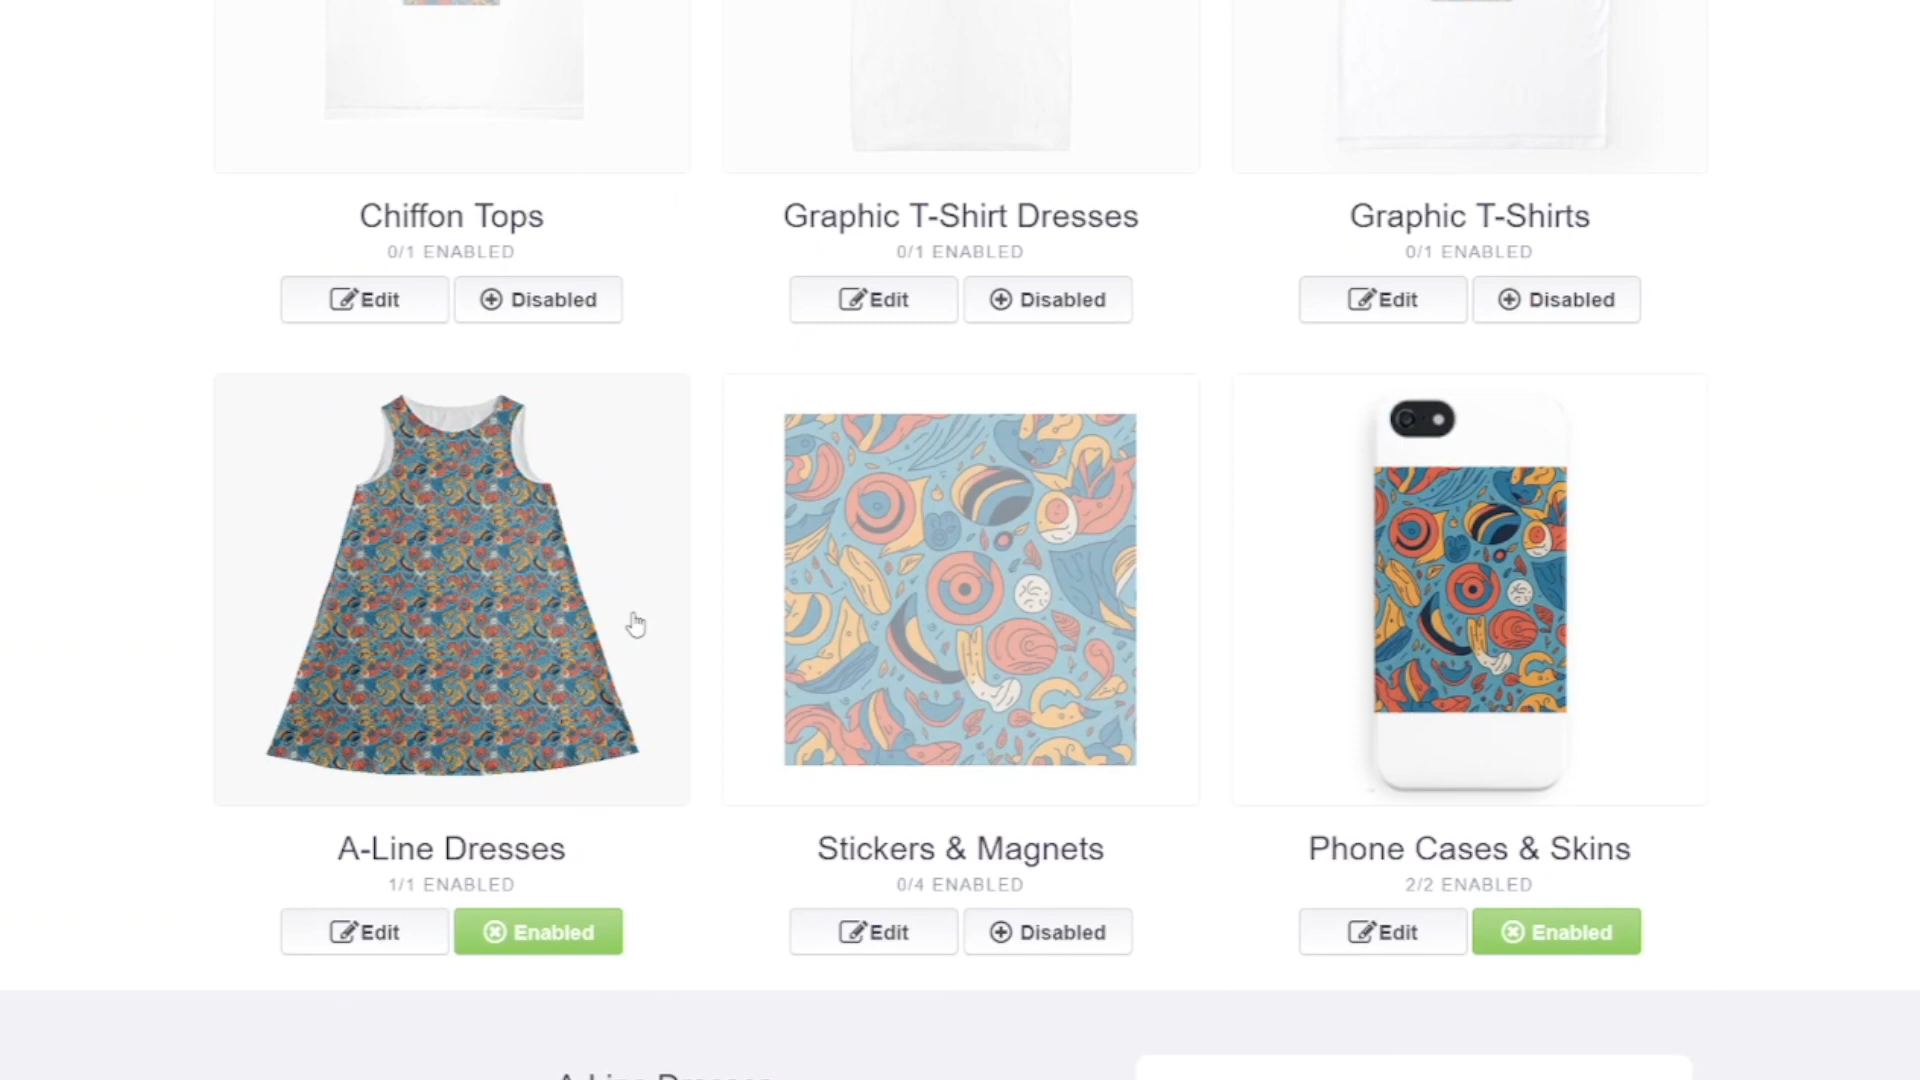 Chiffon Tops
0/1 ENABLED
Edit
Disabled
Graphic T-Shirt Dresses
0/1 ENABLED
Edit
Disabled
Graphic T-Shirts
0/1 ENABLED
Edit
Disabled
A-Line Dresses
1/1 ENABLED
Edit
Enabled
Stickers & Magnets
0/4 ENABLED
Edit
Disabled
Phone Cases & Skins
2/2 ENABLED
Edit
Enabled
A-Line Dresses